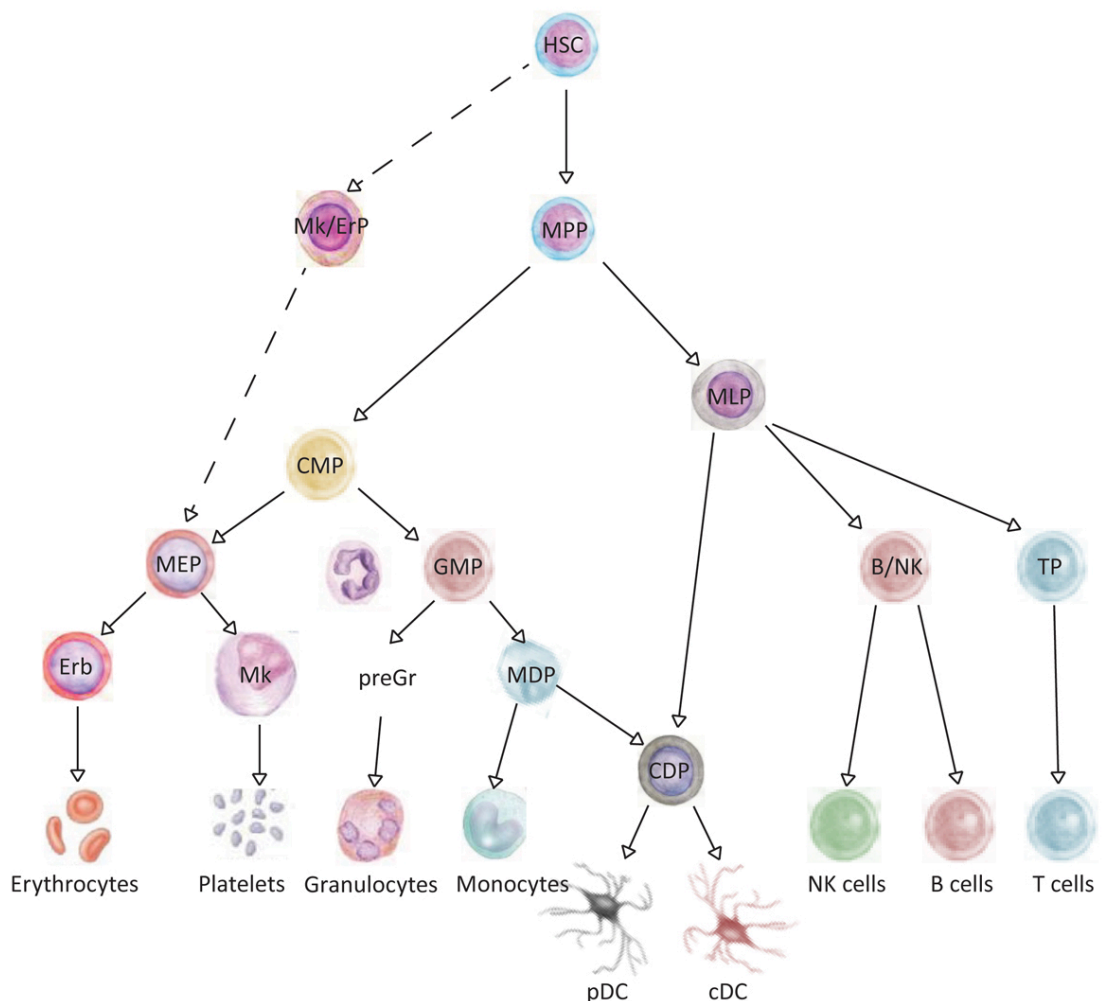 HSC
Mk/ErP
MPP
MLP
CMP
MEP
GMP
B/NK
TP
Erb
Mk
preGr
MDP
CDP
Erythrocytes
Platelets
Granulocytes
Monocytes
NK cells
B cells
T cells
pDC
cDC